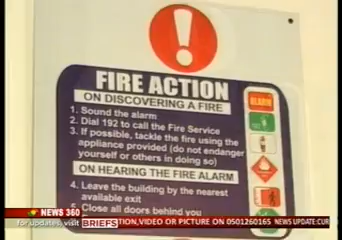 FIRE ACTION
ON DISCOVERING A FIRE
1. Sound the alarm
2. Dial 192 to call the Fire Service
3. If possible, tackle the fire using the
appliance provided (do not endanger
yourself or others in doing so)
ON HEARING THE FIRE ALARM
4. Leave the building by the nearest
available exit
5. Close all doors behind you
ALARM
NEWS 360
for updates, visit BRIEFS TION,VIDEO OR PICTURE ON 0501260165 NEWS UPDATE:CUR